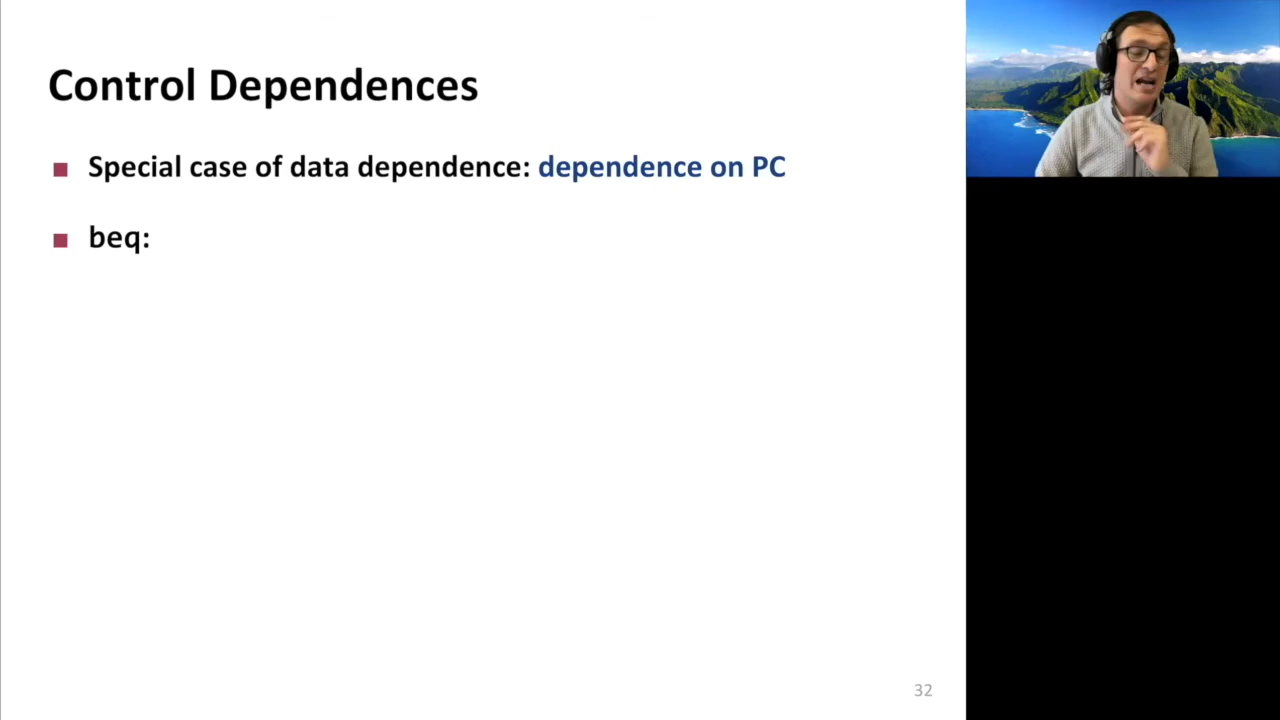 Control Dependences
Special case of data dependence: dependence on PC
beq:
32